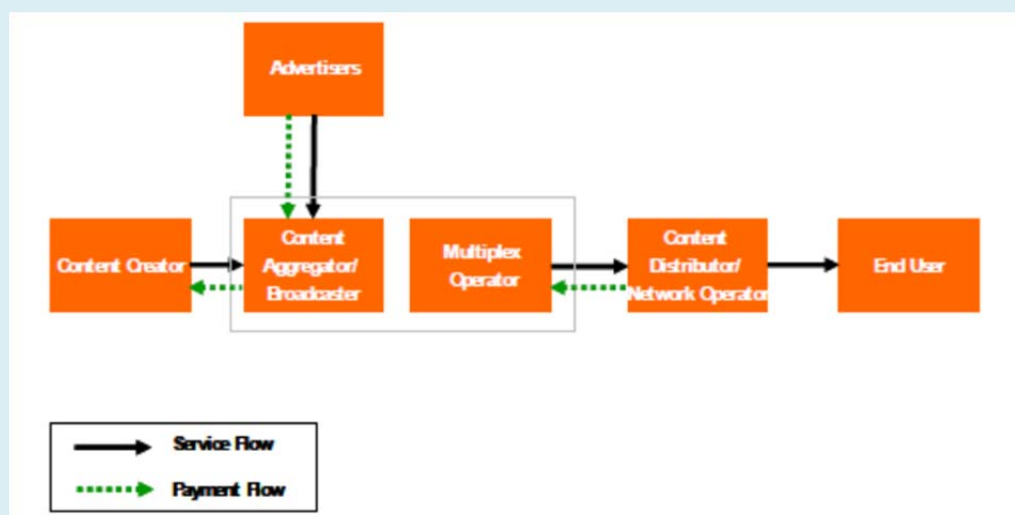 Advertisers
Content Creator
Content
Aggregator/
Broadcaster
Multiplex
Operator
Content
Distributor/
Network Operator
End User
Service Flow
Payment Flow